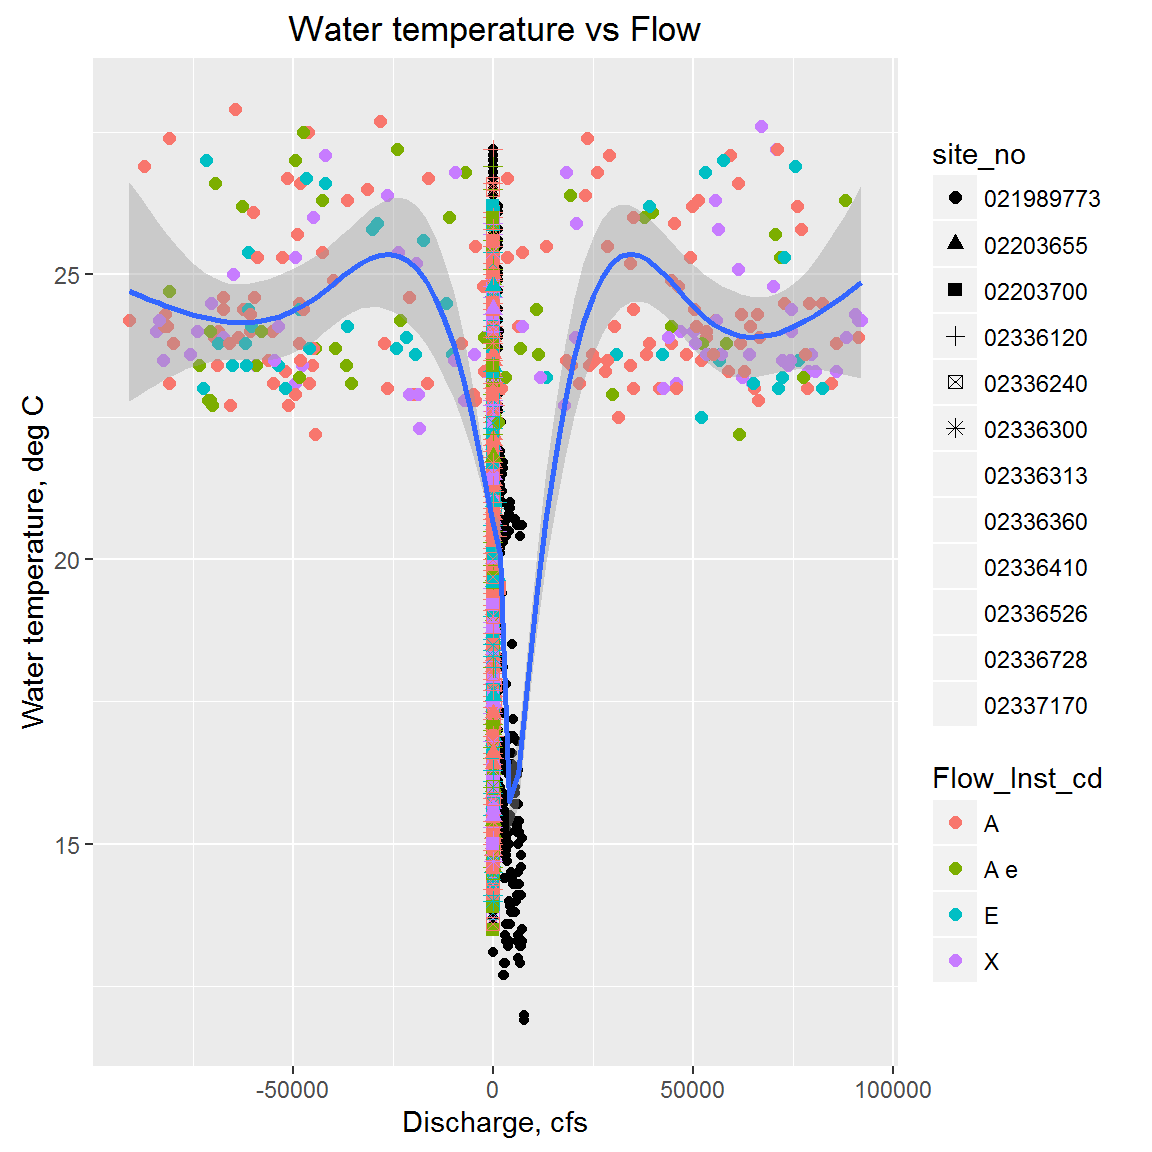 Water temperature vs Flow
Water temperature, deg C
25
20
15
-50000
0
50000
100000
Discharge, cfs
site_no
021989773
02203655
02203700
02336120
02336240
02336300
02336313
02336360
02336410
02336526
02336728
02337170
Flow_Inst_cd
A
A e
E
X